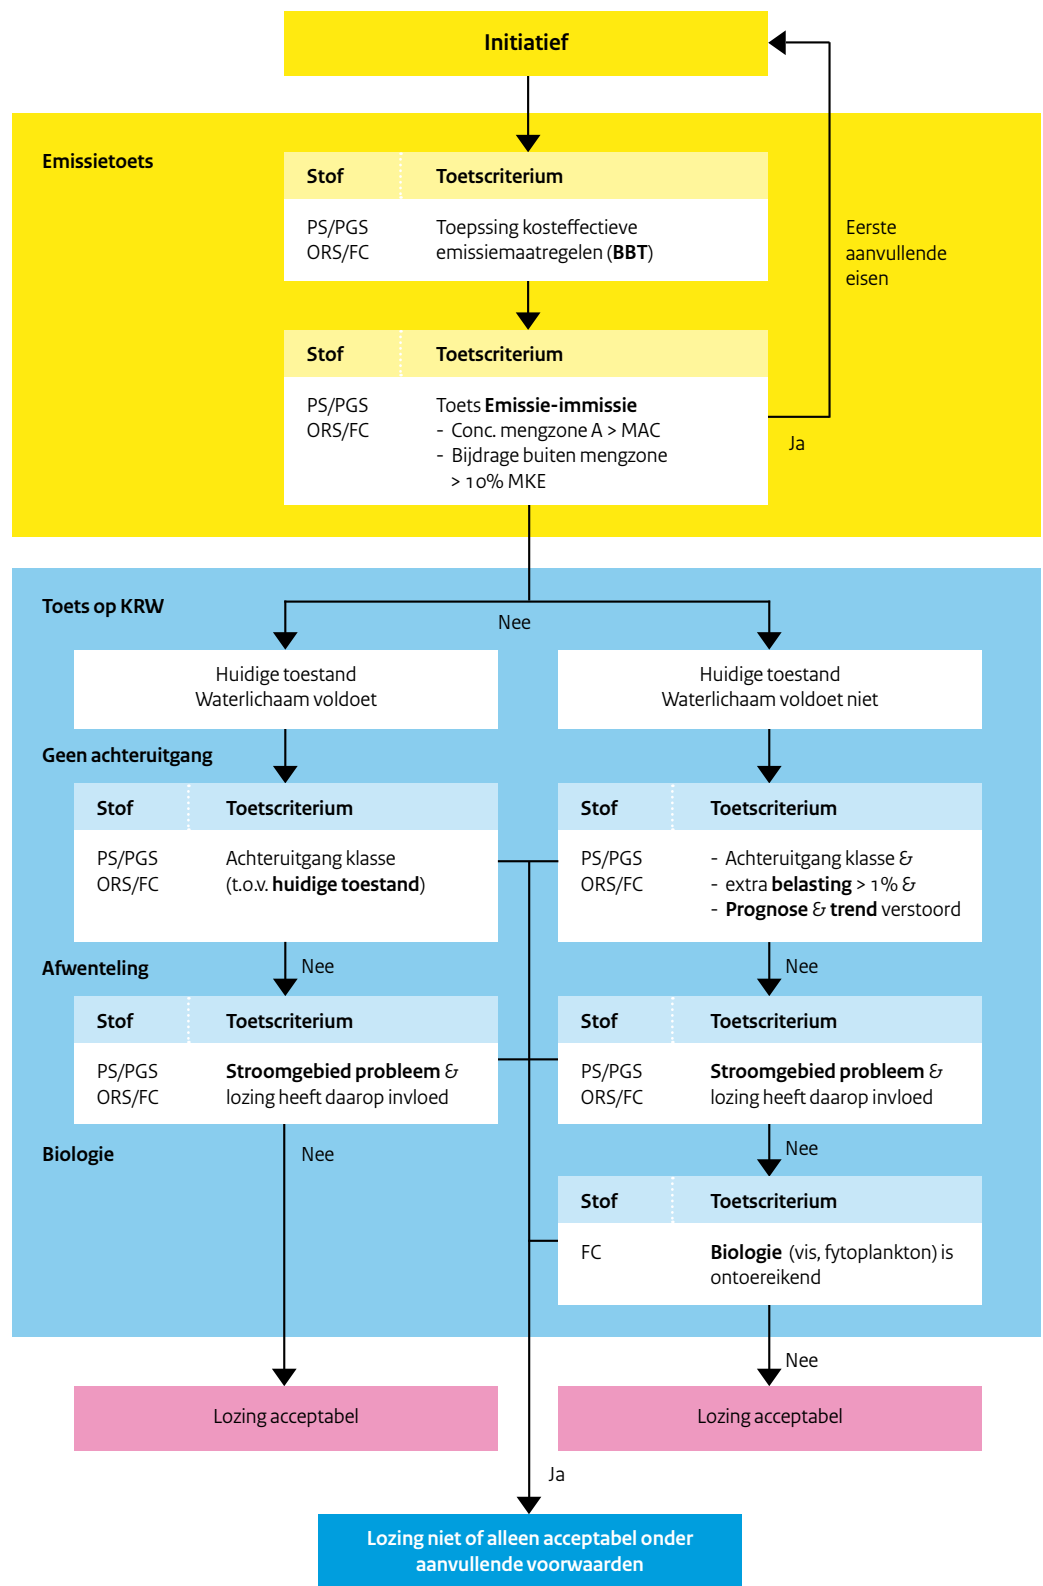 Initiatief
Emissietoets
Stof Toetscriterium
PS/PGS Toepssing kosteffectieve
ORS/FC emissiemaatregelen (BBT)
Eerste
aanvullende
eisen
Stof Toetscriterium
PS/PGS Toets Emissie-immissie
ORS/FC - Conc. mengzone A > MAC
- Bijdrage buiten mengzone
> 10% MKE
Ja
Toets op KRW
Nee
Huidige toestand
Waterlichaam voldoet
Huidige toestand
Waterlichaam voldoet niet
Geen achteruitgang
Stof Toetscriterium
PS/PGS Achteruitgang klasse
ORS/FC (t.o.v. huidige toestand)
Stof Toetscriterium
PS/PGS - Achteruitgang klasse &
ORS/FC - extra belasting > 1% &
- Prognose & trend verstoord
Afwenteling
Nee
Nee
Stof Toetscriterium
PS/PGS Stroomgebied probleem &
ORS/FC lozing heeft daarop invloed
Stof Toetscriterium
PS/PGS Stroomgebied probleem &
ORS/FC lozing heeft daarop invloed
Biologie
Nee
Nee
Stof Toetscriterium
FC Biologie (vis, fytoplankton) is
ontoereikend
Nee
Lozing acceptabel
Lozing acceptabel
Ja
Lozing niet of alleen acceptabel onder
aanvullende voorwaarden